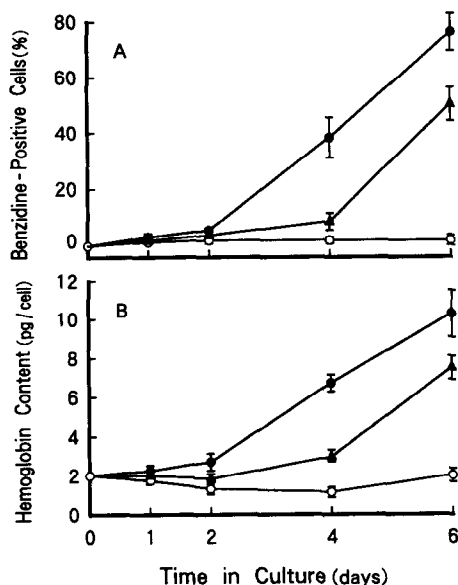 80
A
60
40
20
0
Benzidine-Positive Cells (%)
12
B
10
8
6
4
2
0
Hemoglobin Content (pg/cell)
0 1 2 4 6
Time in Culture (days)